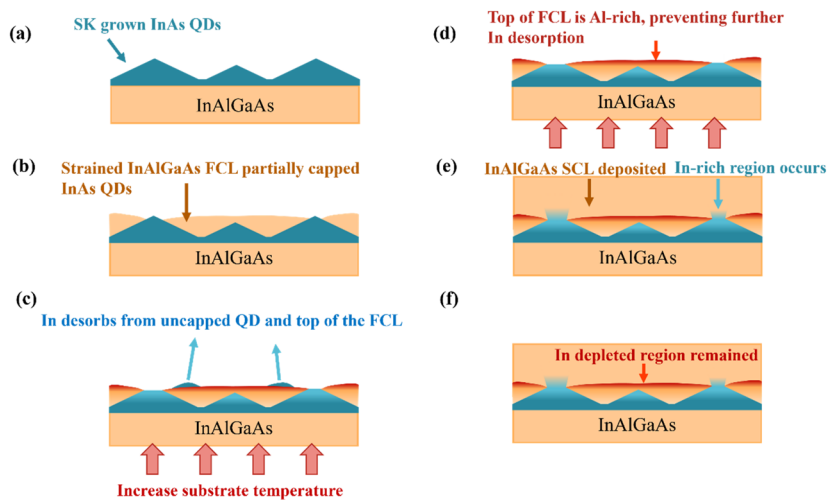 (a)
SK grown InAs QDs
InAlGaAs
(b)
Strained InAlGaAs FCL partially capped
InAs QDs
InAlGaAs
(c)
In desorbs from uncapped QD and top of the FCL
InAlGaAs
Increase substrate temperature
(d)
Top of FCL is Al-rich, preventing further
In desorption
InAlGaAs
(e)
InAlGaAs SCL deposited
In-rich region occurs
InAlGaAs
(f)
In depleted region remained
InAlGaAs